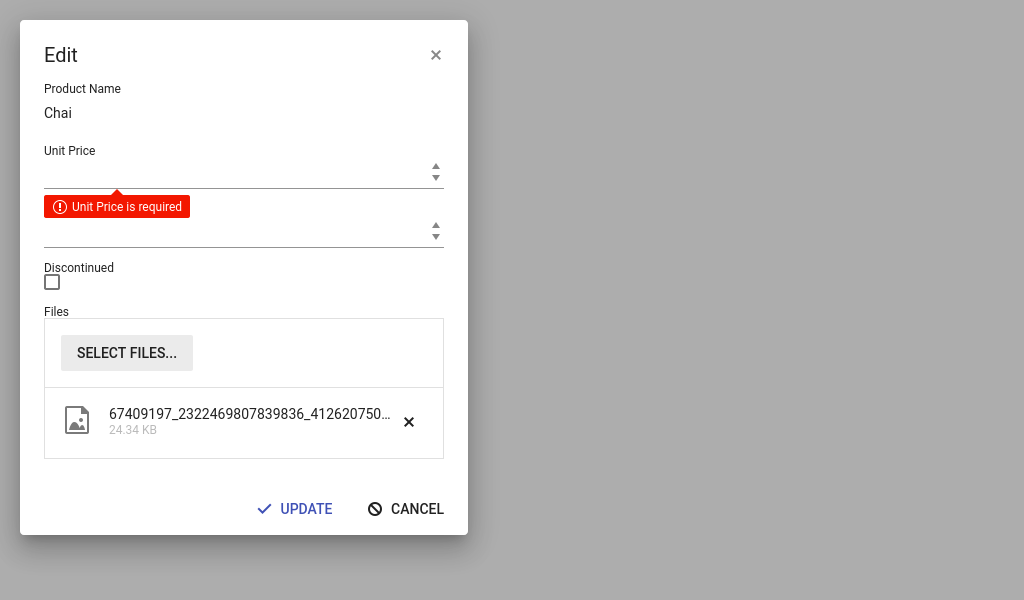 Edit
Product Name
Chai
Unit Price
Unit Price is required
Discontinued
Files
SELECT FILES...
67409197_2322469807839836_412620750...
24.34 KB
UPDATE
CANCEL